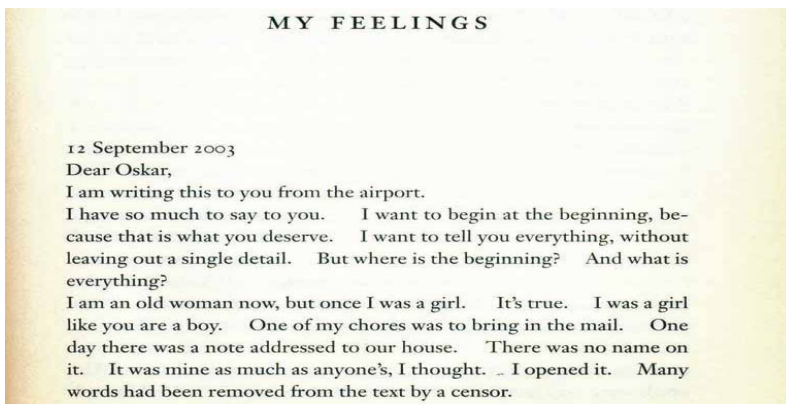 MY FEELINGS
12 September 2003
Dear Oskar,
I am writing this to you from the airport.
I have so much to say to you. I want to begin at the beginning, be-
cause that is what you deserve. I want to tell you everything, without
leaving out a single detail. But where is the beginning? And what is
everything?
I am an old woman now, but once I was a girl. It's true. I was a girl
like you are a boy. One of my chores was to bring in the mail. One
day there was a note addressed to our house. There was no name on
it. It was mine as much as anyone's, I thought. I opened it. Many
words had been removed from the text by a censor.